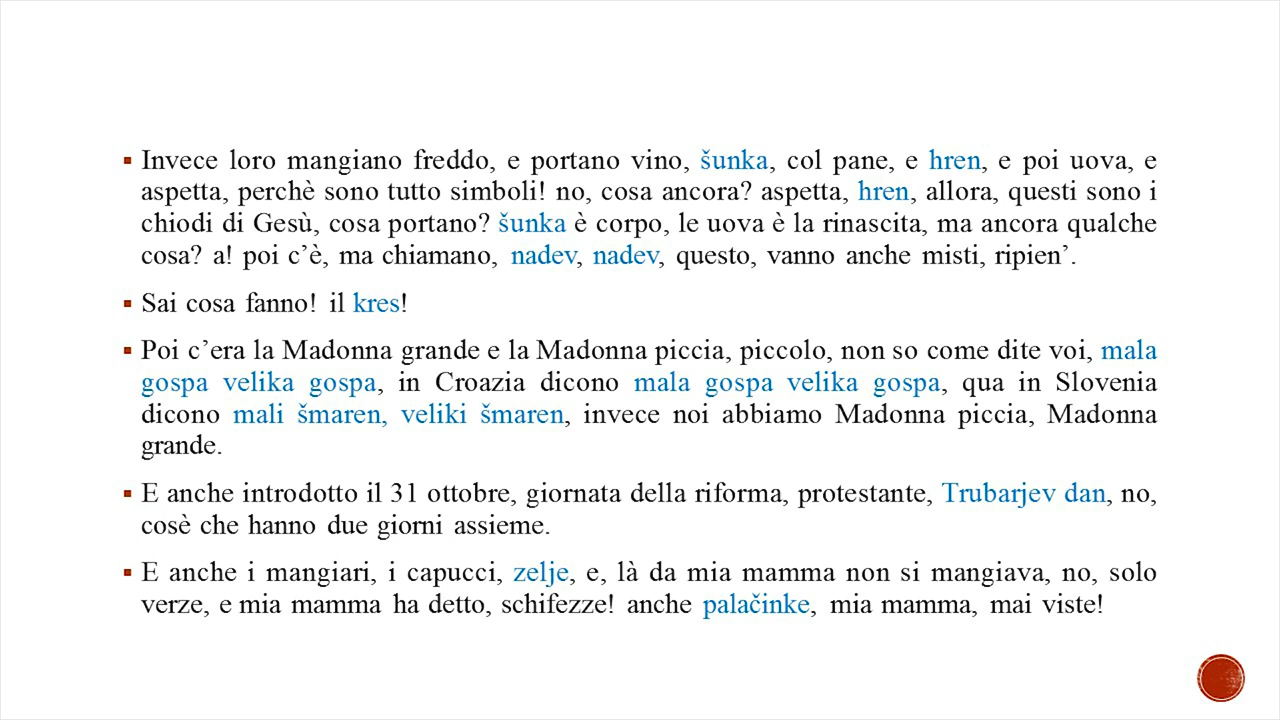 ▪ Invece loro mangiano freddo, e portano vino, šunka, col pane, e hren, e poi uova, e
aspetta, perchè sono tutto simboli! no, cosa ancora? aspetta, hren, allora, questi sono i
chiodi di Gesù, cosa portano? šunka è corpo, le uova è la rinascita, ma ancora qualche
cosa? a! poi c’è, ma chiamano, nadev, nadev, questo, vanno anche misti, ripien’.
▪ Sai cosa fanno! il kres!
▪ Poi c’era la Madonna grande e la Madonna piccia, piccolo, non so come dite voi, mala
gospa velika gospa, in Croazia dicono mala gospa velika gospa, qua in Slovenia
dicono mali šmaren, veliki šmaren, invece noi abbiamo Madonna piccia, Madonna
grande.
▪ E anche introdotto il 31 ottobre, giornata della riforma, protestante, Trubarjev dan, no,
cosè che hanno due giorni assieme.
▪ E anche i mangiari, i capucci, zelje, e, là da mia mamma non si mangiava, no, solo
verze, e mia mamma ha detto, schifezze! anche palačinke, mia mamma, mai viste!